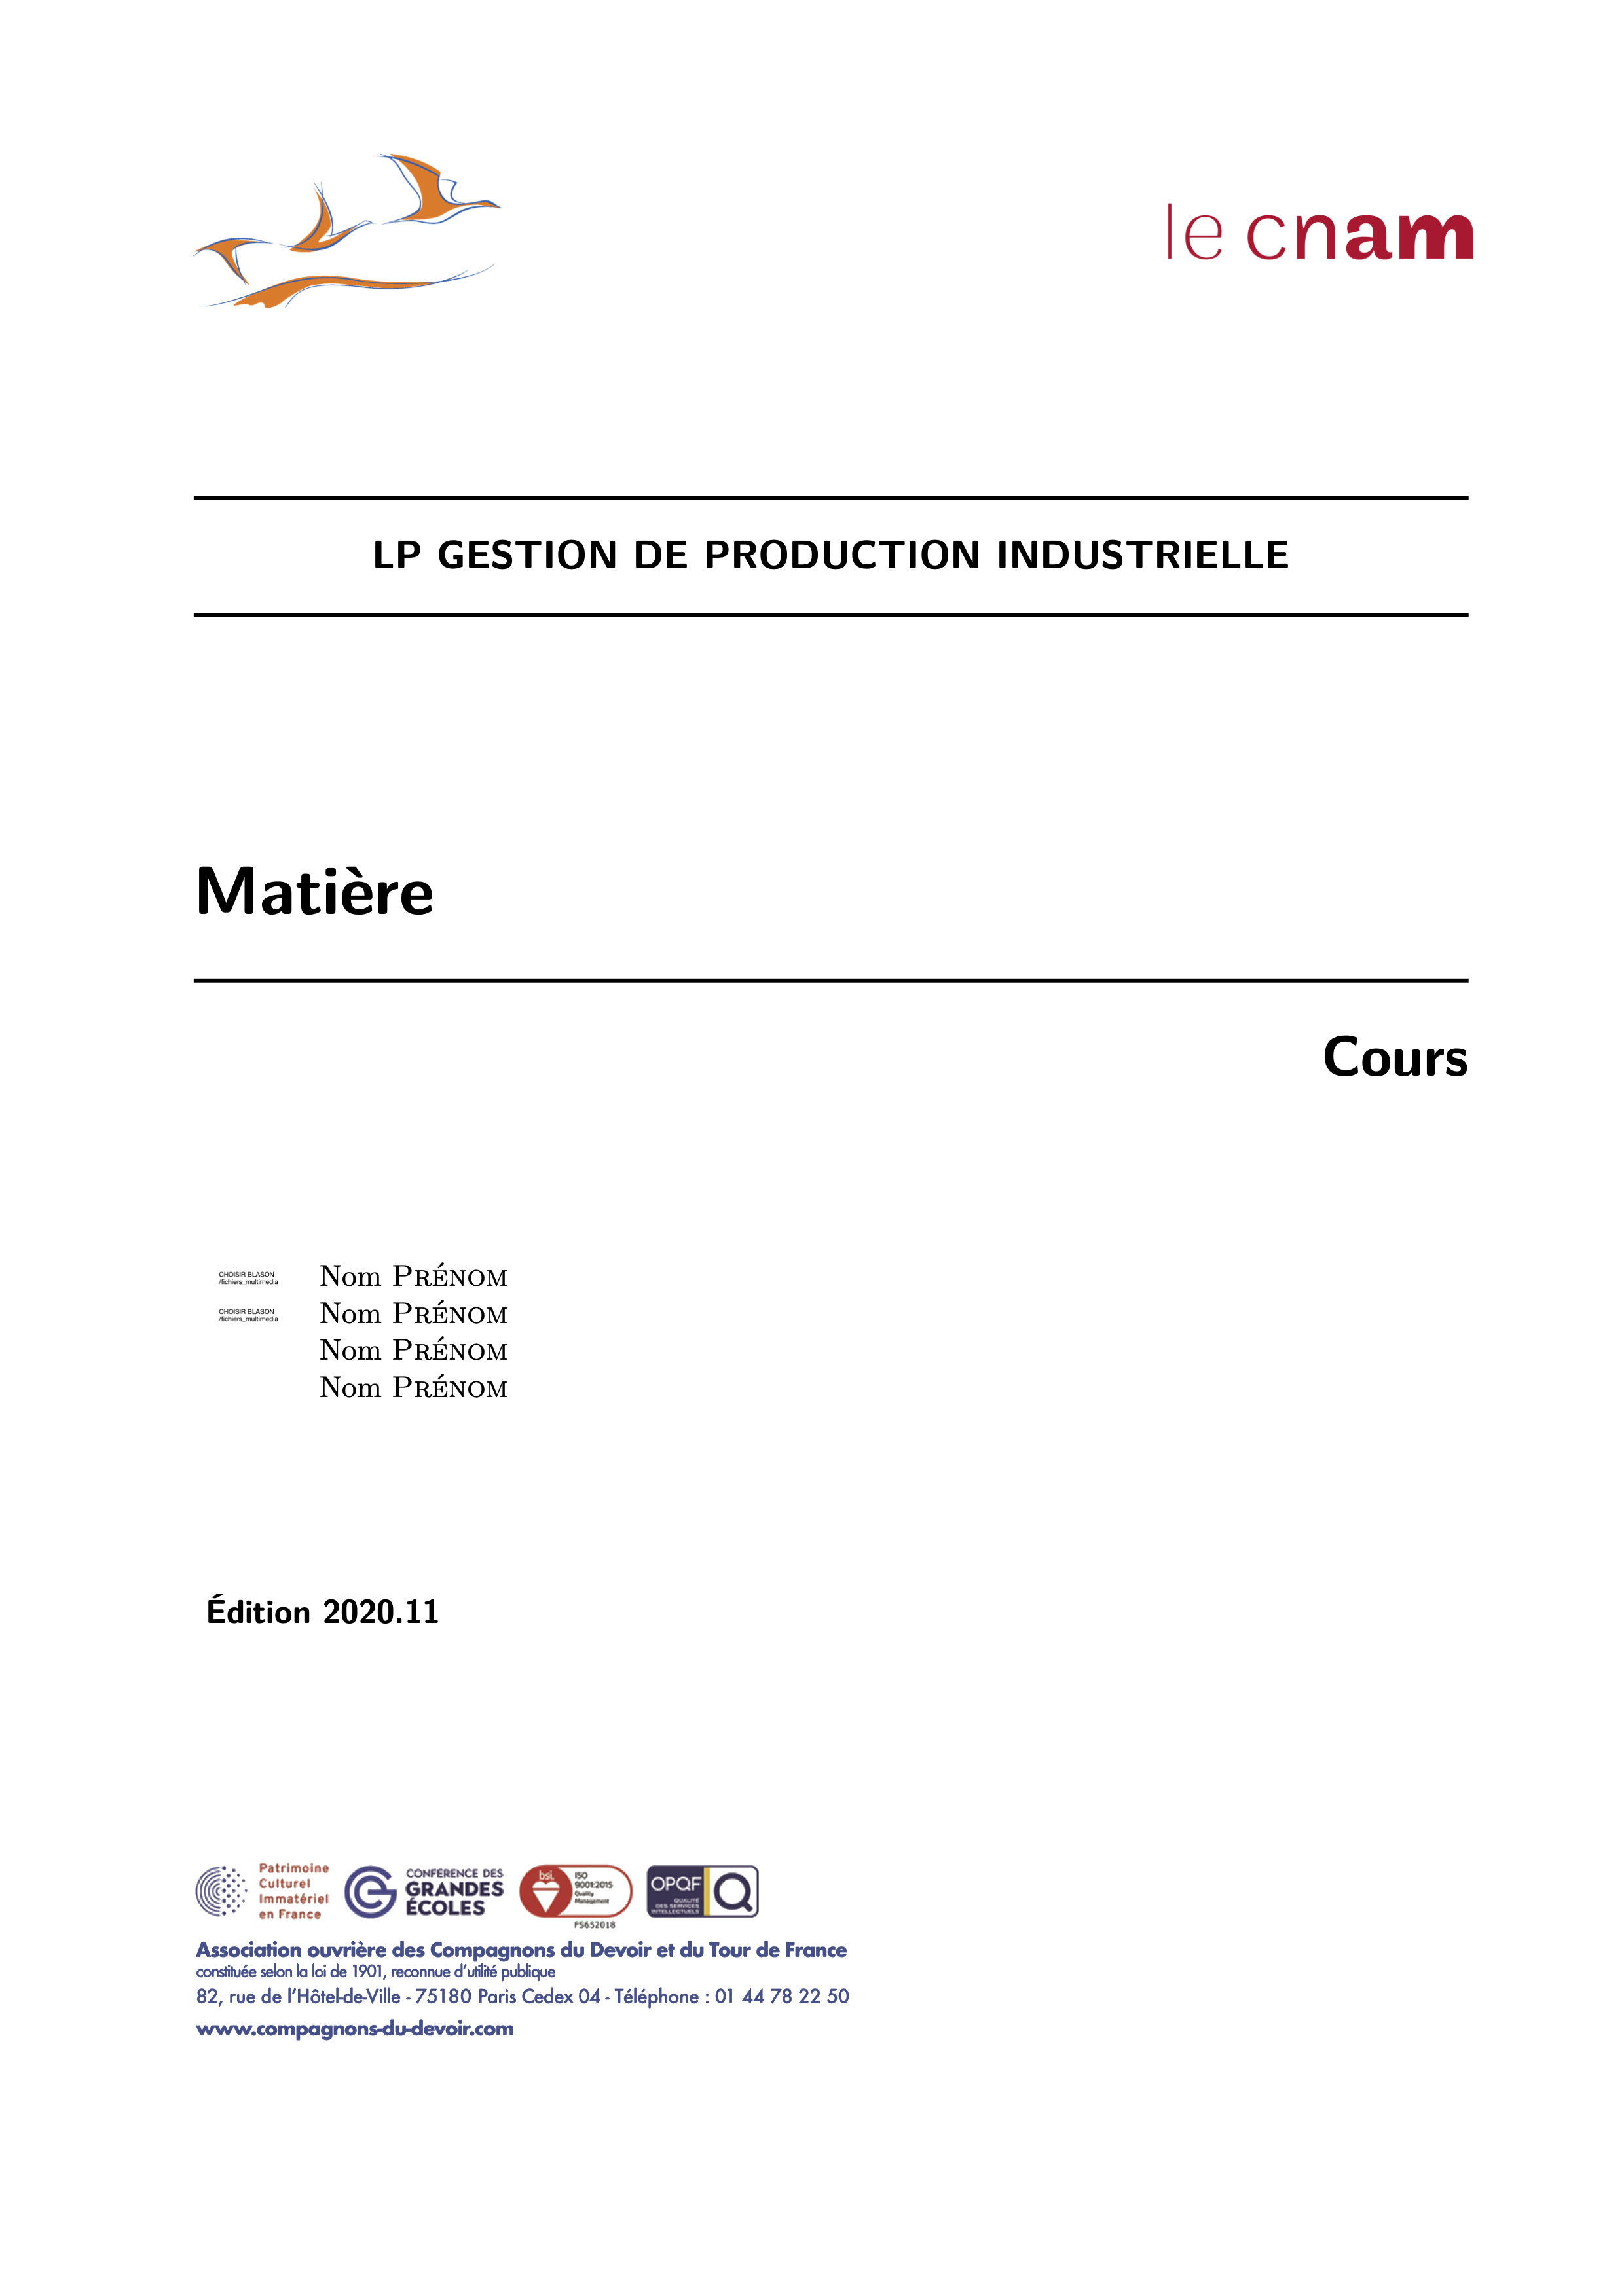 le cnam
LP GESTION DE PRODUCTION INDUSTRIELLE
Matière
Cours
CHOISIR BLASON
/fichiers_multimedia
Nom PRÉNOM
CHOISIR BLASON
/fichiers_multimedia
Nom PRÉNOM
Nom PRÉNOM
Nom PRÉNOM
Édition 2020.11
Patrimoine
Culturel
Immatériel
en France
CONFÉRENCE DES
GRANDES
ÉCOLES
bsi.
ISO
9001:2015
Quality
Management
FS652018
OPQF
QUALITÉ
DES SERVICES
INTELLECTUELS
Association ouvrière des Compagnons du Devoir et du Tour de France
constituée selon la loi de 1901, reconnue d'utilité publique
82, rue de l'Hôtel-de-Ville - 75180 Paris Cedex 04 - Téléphone : 01 44 78 22 50
www.compagnons-du-devoir.com